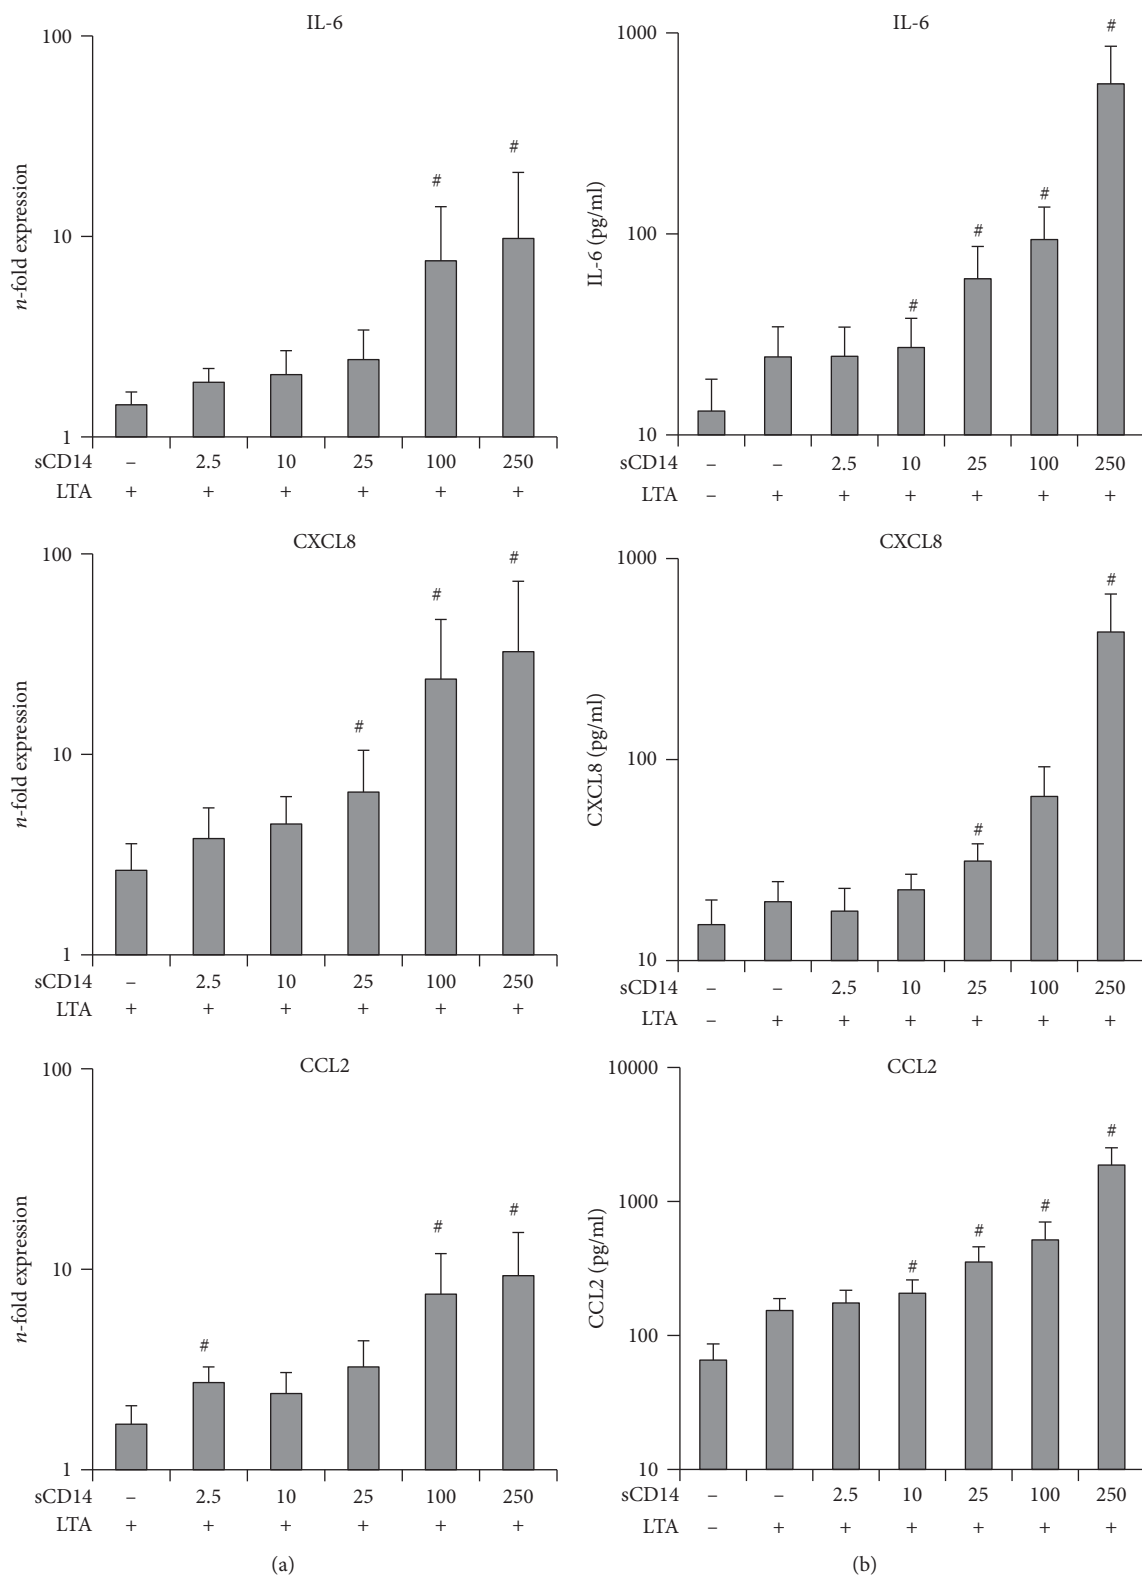 IL-6
n-fold expression
100
#
#
10
1
sCD14 – 2.5 10 25 100 250
LTA + + + + + +
IL-6
IL-6 (pg/ml)
1000
#
#
#
#
100
10
sCD14 – – 2.5 10 25 100 250
LTA – + + + + + +
CXCL8
n-fold expression
100
#
#
#
10
1
sCD14 – 2.5 10 25 100 250
LTA + + + + + +
CXCL8
CXCL8 (pg/ml)
1000
#
100
#
10
sCD14 – – 2.5 10 25 100 250
LTA – + + + + + +
CCL2
n-fold expression
100
#
#
10
#
1
sCD14 – 2.5 10 25 100 250
LTA + + + + + +
(a)
CCL2
CCL2 (pg/ml)
10000
#
1000
#
#
#
100
10
sCD14 – – 2.5 10 25 100 250
LTA – + + + + + +
(b)